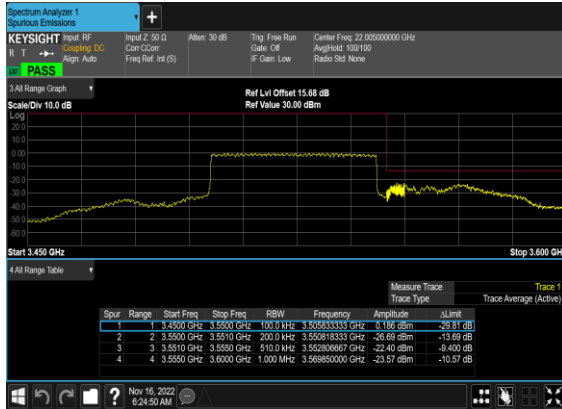 Spectrum Analyzer 1
Spurious Emissions
+
KEYSIGHT Input: RF Input Z: 50 Ω Atten: 30 dB Trig: Free Run Center Freq: 22.005000000 GHz
R T Coupling: DC Corr CCorr Gate: Off Avg|Hold: 100/100
Align: Auto Freq Ref: Int (S) IF Gain: Low Radio Std: None
LXI PASS
3 All Range Graph Ref Lvl Offset 15.68 dB
Scale/Div 10.0 dB Ref Value 30.00 dBm
Log
20.0
10.0
0.00
-10.0
-20.0
-30.0
-40.0
-50.0
-60.0
Start 3.450 GHz Stop 3.600 GH
4 All Range Table
Measure Trace Trace 1
Trace Type Trace Average (Active)
Spur Range Start Freq Stop Freq RBW Frequency Amplitude ΔLimit
1 1 3.4500 GHz 3.5500 GHz 100.0 kHz 3.505833333 GHz 0.186 dBm -29.81 dB
2 2 3.5500 GHz 3.5510 GHz 200.0 kHz 3.550818333 GHz -26.69 dBm -13.69 dB
3 3 3.5510 GHz 3.5550 GHz 510.0 kHz 3.552806667 GHz -22.40 dBm -9.400 dB
4 4 3.5550 GHz 3.6000 GHz 1.000 MHz 3.569850000 GHz -23.57 dBm -10.57 dB
? Nov 16, 2022
6:24:50 AM